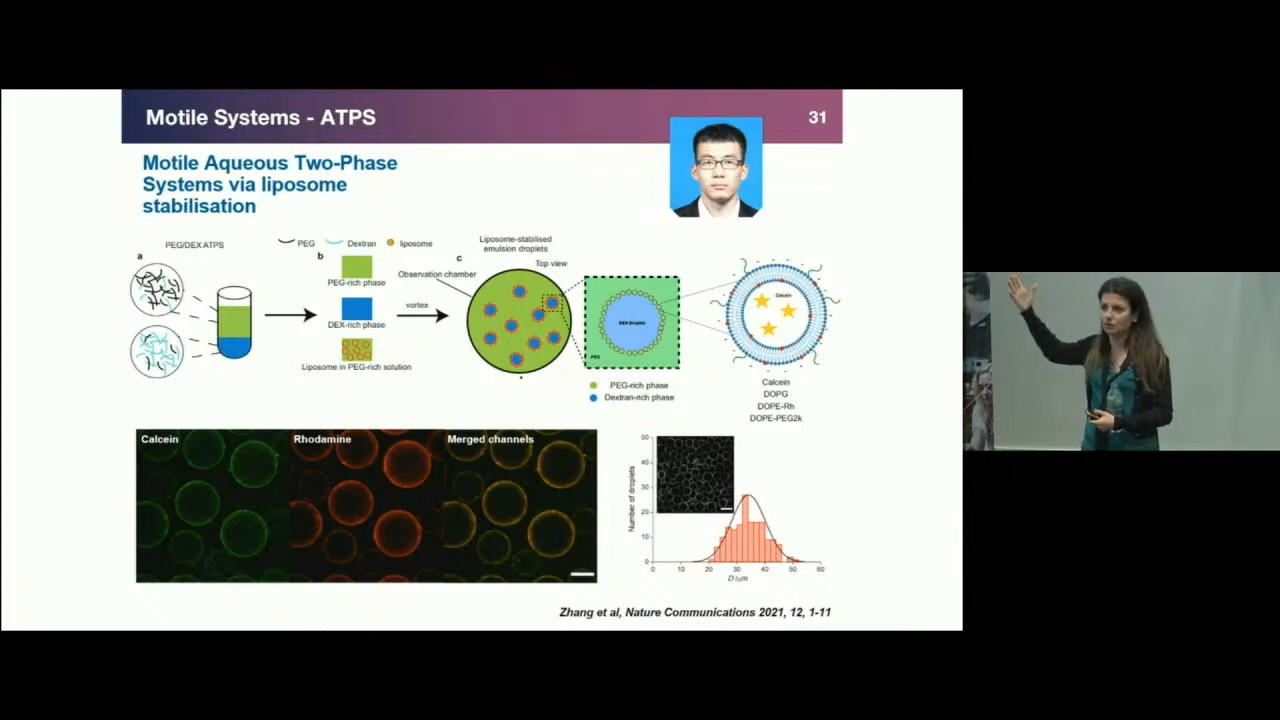 Motile Systems - ATPS
31
Motile Aqueous Two-Phase
Systems via liposome
stabilisation
PEG/DEX ATPS
PEG
Dextran
liposome
a
b
PEG-rich phase
DEX-rich phase
Liposome in PEG-rich solution
vortex
c
Liposome-stabilised
emulsion droplets
Top view
Observation chamber
DEX Droplet
PEG
PEG-rich phase
Dextran-rich phase
Calcein
Calcein
DOPG
DOPE-Rh
DOPE-PEG2k
Calcein
Rhodamine
Merged channels
Number of droplets
50
40
30
20
10
0
0
10
20
30
40
50
60
D /μm
Zhang et al, Nature Communications 2021, 12, 1-11